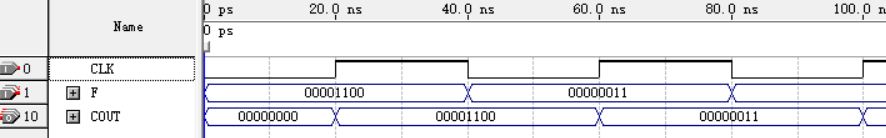 0 ps 20.0 ns 40.0 ns 60.0 ns 80.0 ns 100.0 n
Name
0 ps
0 CLK
1 F 00001100 00000011
10 COUT 00000000 00001100 00000011